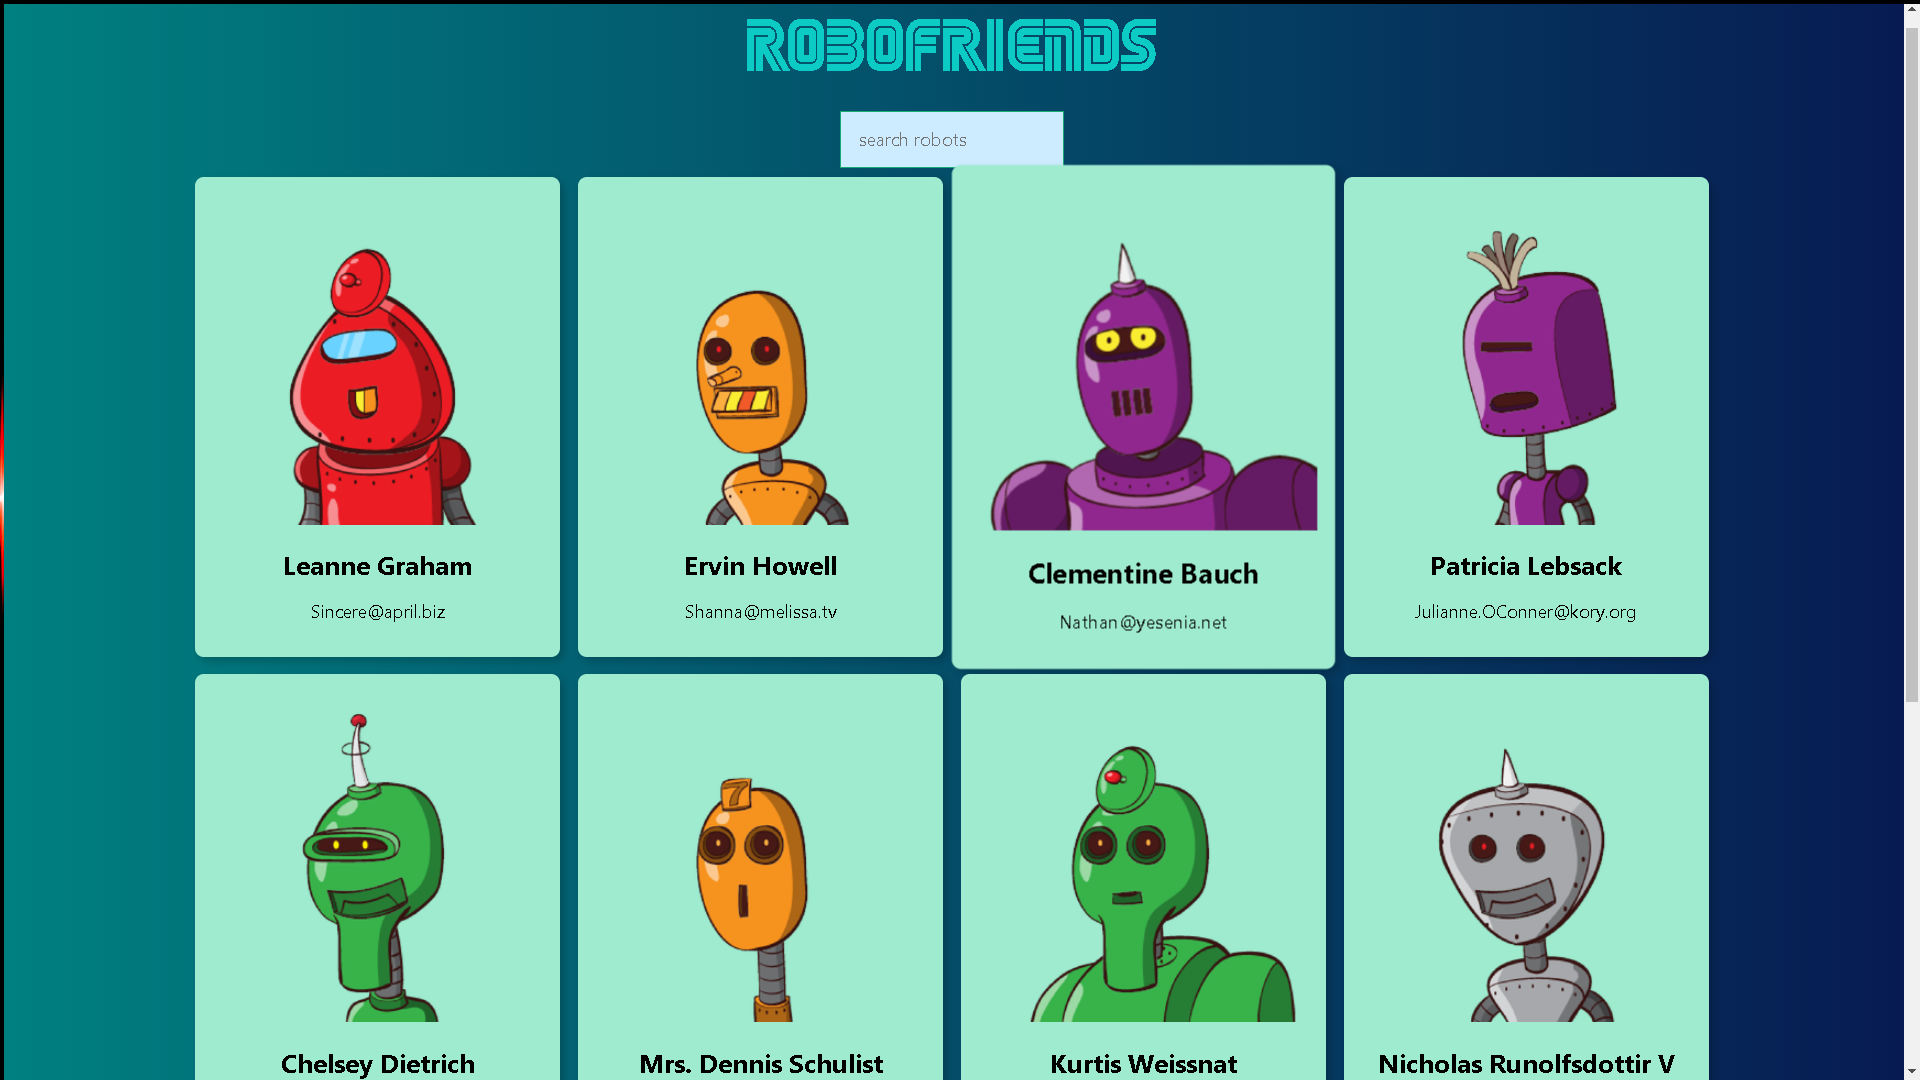 ROBOFRIENDS
search robots
Leanne Graham
Sincere@april.biz
Ervin Howell
Shanna@melissa.tv
Clementine Bauch
Nathan@yesenia.net
Patricia Lebsack
Julianne.OConner@kory.org
7
Chelsey Dietrich
Mrs. Dennis Schulist
Kurtis Weissnat
Nicholas Runolfsdottir V